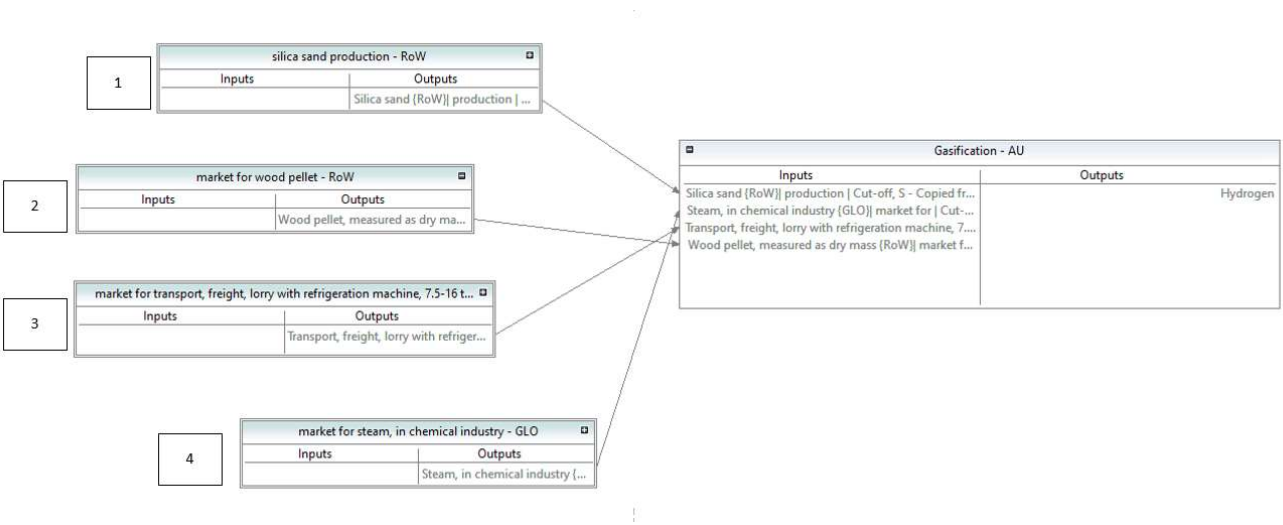 1
silica sand production - RoW
Inputs Outputs
Silica sand {RoW}| production | ...
2
market for wood pellet - RoW
Inputs Outputs
Wood pellet, measured as dry ma...
3
market for transport, freight, lorry with refrigeration machine, 7.5-16 t...
Inputs Outputs
Transport, freight, lorry with refriger...
4
market for steam, in chemical industry - GLO
Inputs Outputs
Steam, in chemical industry {...
Gasification - AU
Inputs Outputs
Silica sand {RoW}| production | Cut-off, S - Copied fr... Hydrogen
Steam, in chemical industry {GLO}| market for | Cut-...
Transport, freight, lorry with refrigeration machine, 7....
Wood pellet, measured as dry mass {RoW}| market f...